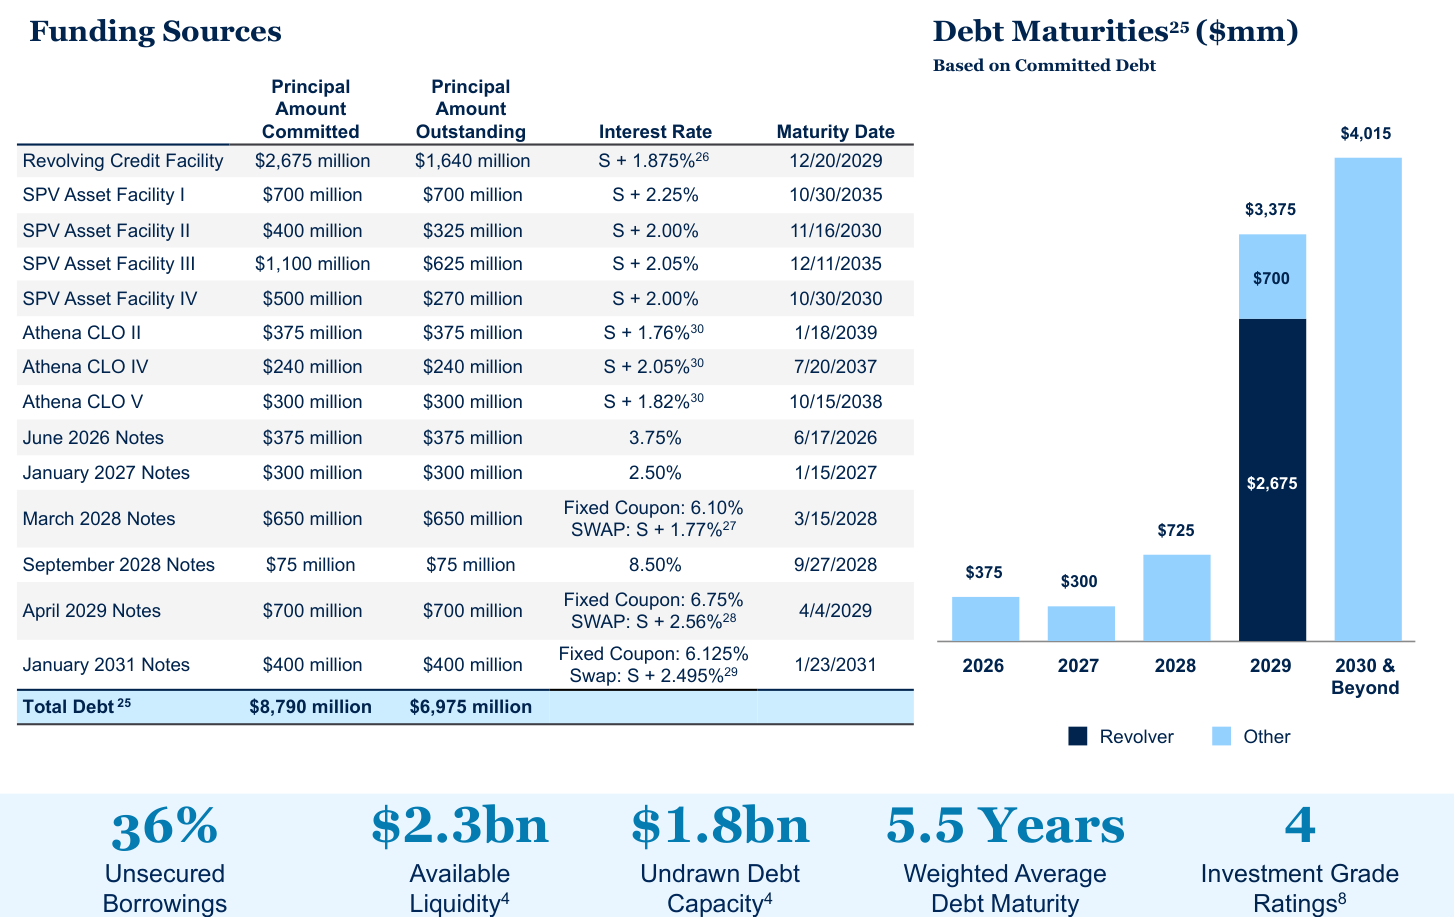 Funding Sources
Principal Amount Committed Principal Amount Outstanding Interest Rate Maturity Date
Revolving Credit Facility $2,675 million $1,640 million S + 1.875%26 12/20/2029
SPV Asset Facility I $700 million $700 million S + 2.25% 10/30/2035
SPV Asset Facility II $400 million $325 million S + 2.00% 11/16/2030
SPV Asset Facility III $1,100 million $625 million S + 2.05% 12/11/2035
SPV Asset Facility IV $500 million $270 million S + 2.00% 10/30/2030
Athena CLO II $375 million $375 million S + 1.76%30 1/18/2039
Athena CLO IV $240 million $240 million S + 2.05%30 7/20/2037
Athena CLO V $300 million $300 million S + 1.82%30 10/15/2038
June 2026 Notes $375 million $375 million 3.75% 6/17/2026
January 2027 Notes $300 million $300 million 2.50% 1/15/2027
March 2028 Notes $650 million $650 million Fixed Coupon: 6.10% SWAP: S + 1.77%27 3/15/2028
September 2028 Notes $75 million $75 million 8.50% 9/27/2028
April 2029 Notes $700 million $700 million Fixed Coupon: 6.75% SWAP: S + 2.56%28 4/4/2029
January 2031 Notes $400 million $400 million Fixed Coupon: 6.125% Swap: S + 2.495%29 1/23/2031
Total Debt 25 $8,790 million $6,975 million
Debt Maturities25 ($mm)
Based on Committed Debt
$4,015
$3,375
$700
$2,675
$725
$375
$300
2026 2027 2028 2029 2030 & Beyond
Revolver Other
36%
Unsecured
Borrowings
$2.3bn
Available
Liquidity4
$1.8bn
Undrawn Debt
Capacity4
5.5 Years
Weighted Average
Debt Maturity
4
Investment Grade
Ratings8